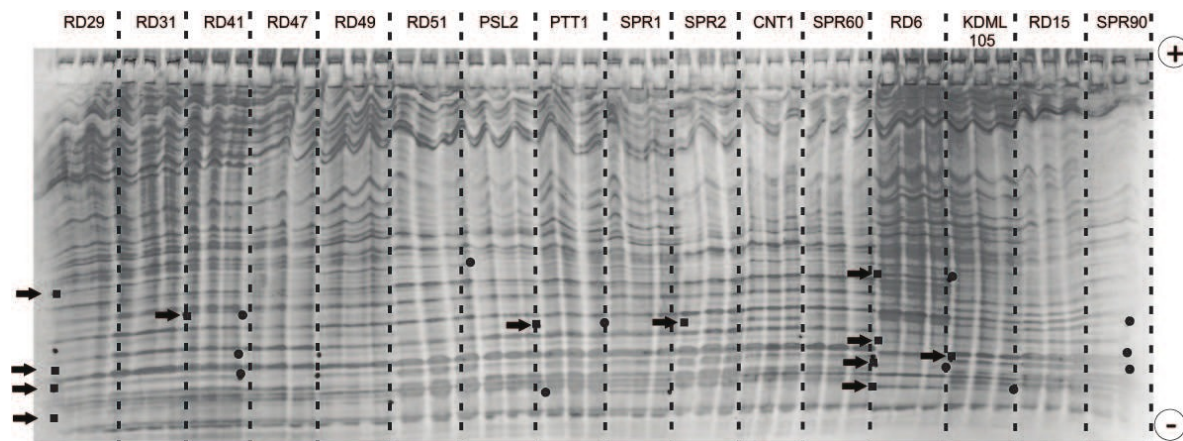 RD29 RD31 RD41 RD47 RD49 RD51 PSL2 PTT1 SPR1 SPR2 CNT1 SPR60 RD6 KDML RD15 SPR90
105
+
-